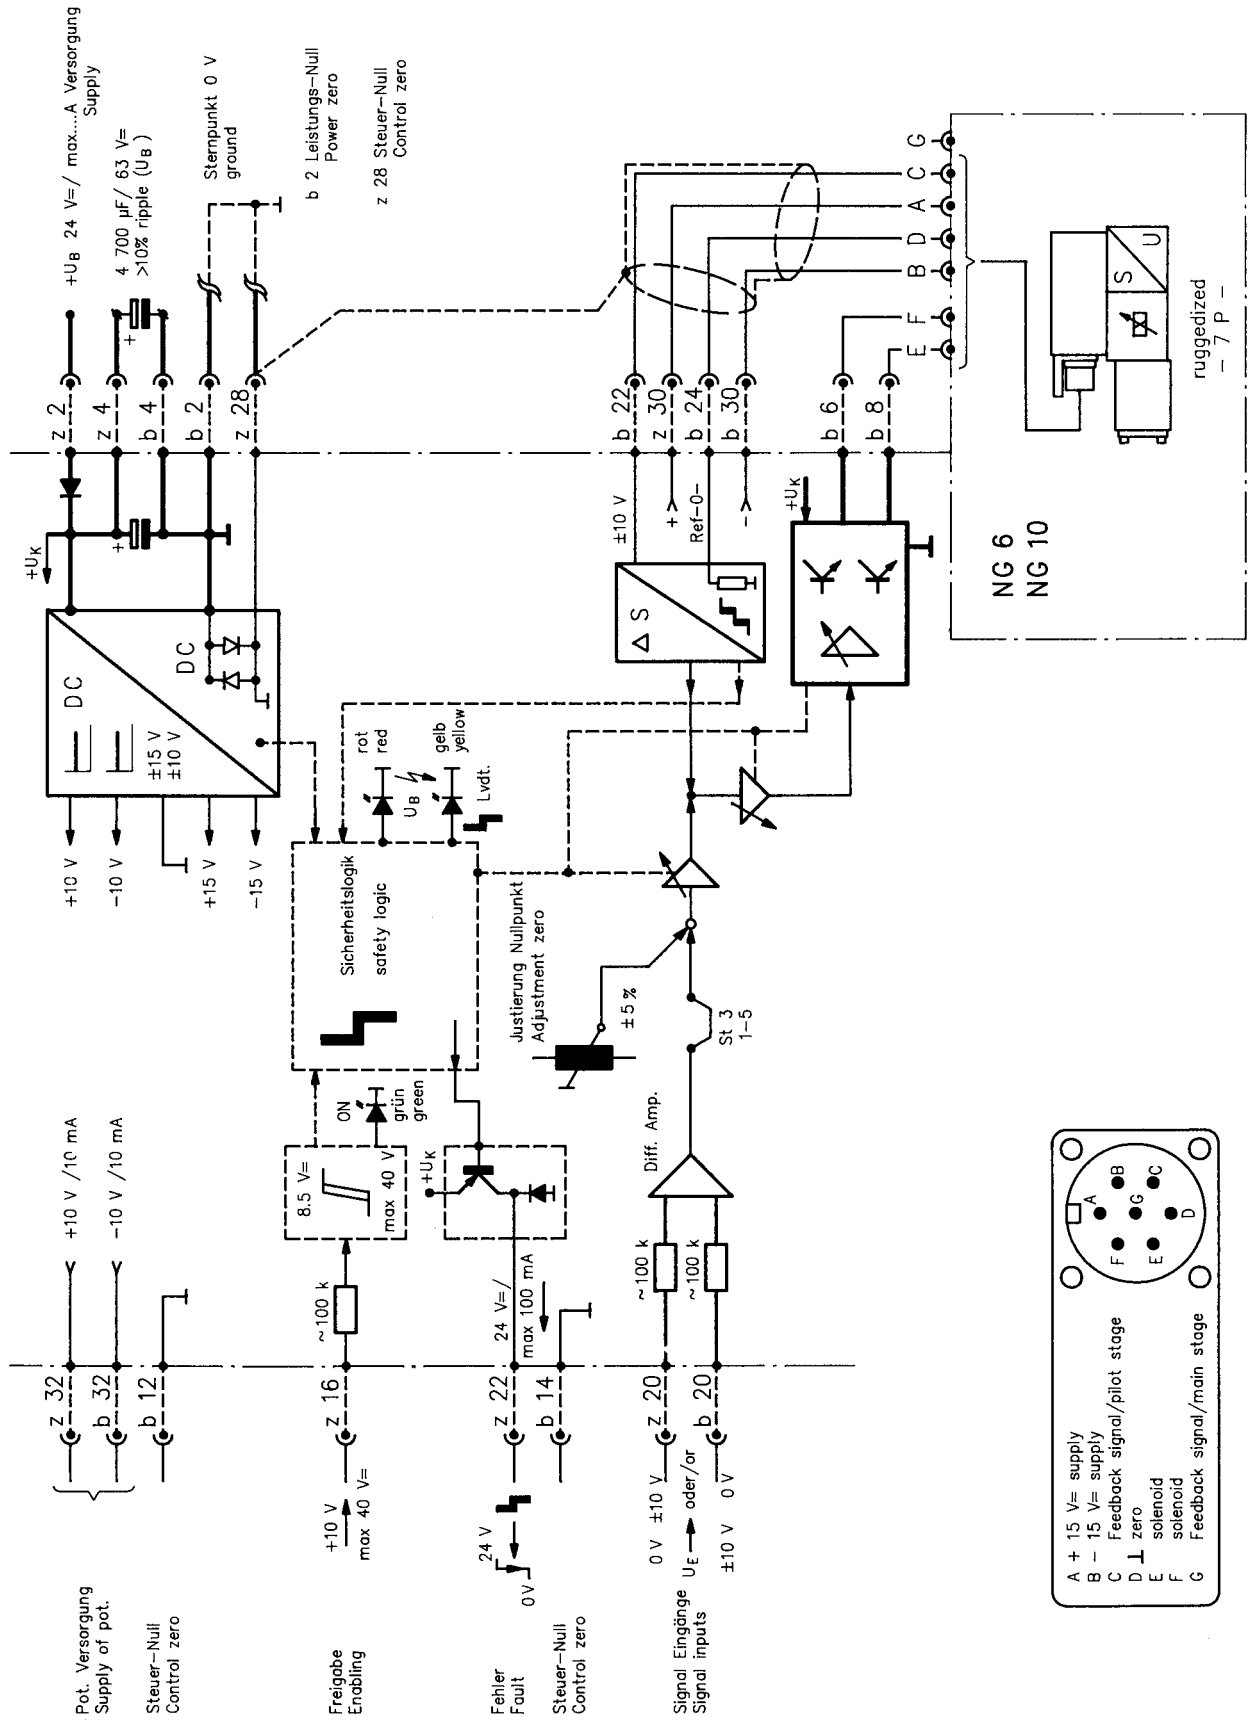 +UB 24 V=/ max....A Versorgung
Supply
4 700 µF/ 63 V=
>10% ripple (UB)
Sternpunkt 0 V
ground
b 2 Leistungs-Null
Power zero
z 28 Steuer-Null
Control zero
z 2
z 4
b 4
b 2
z 28
+
+
+UK
DC
DC
±15 V
±10 V
+10 V
-10 V
+15 V
-15 V
b 22
z 30
b 24
b 30
b 6
b 8
±10 V
+
Ref-0-
-
+UK
Δ S
G
C
A
D
B
F
E
S
U
ruggedized
- 7 P -
NG 6
NG 10
rot
red
UB
gelb
yellow
Lvdt.
Sicherheitslogik
safety logic
Justierung Nullpunkt
Adjustment zero
±5%
St 3
1-5
Diff. Amp.
ON
grün
green
8.5 V=
max 40 V
+UK
24 V=/
max 100 mA
~100 k
~100 k
~100 k
+10 V /10 mA
-10 V /10 mA
z 32
b 32
b 12
z 16
z 22
b 14
z 20
b 20
Pot. Versorgung
Supply of pot.
Steuer-Null
Control zero
Freigabe
Enabling
+10 V
max 40 V=
Fehler
Fault
24 V
0V
Steuer-Null
Control zero
Signal Eingänge
Signal inputs
0V ±10 V
UE oder/or
±10 V 0V
A + 15 V= supply
B - 15 V= supply
C Feedback signal/pilot stage
D ⊥ zero
E solenoid
F solenoid
G Feedback signal/main stage
A
B
C
D
E
F
G